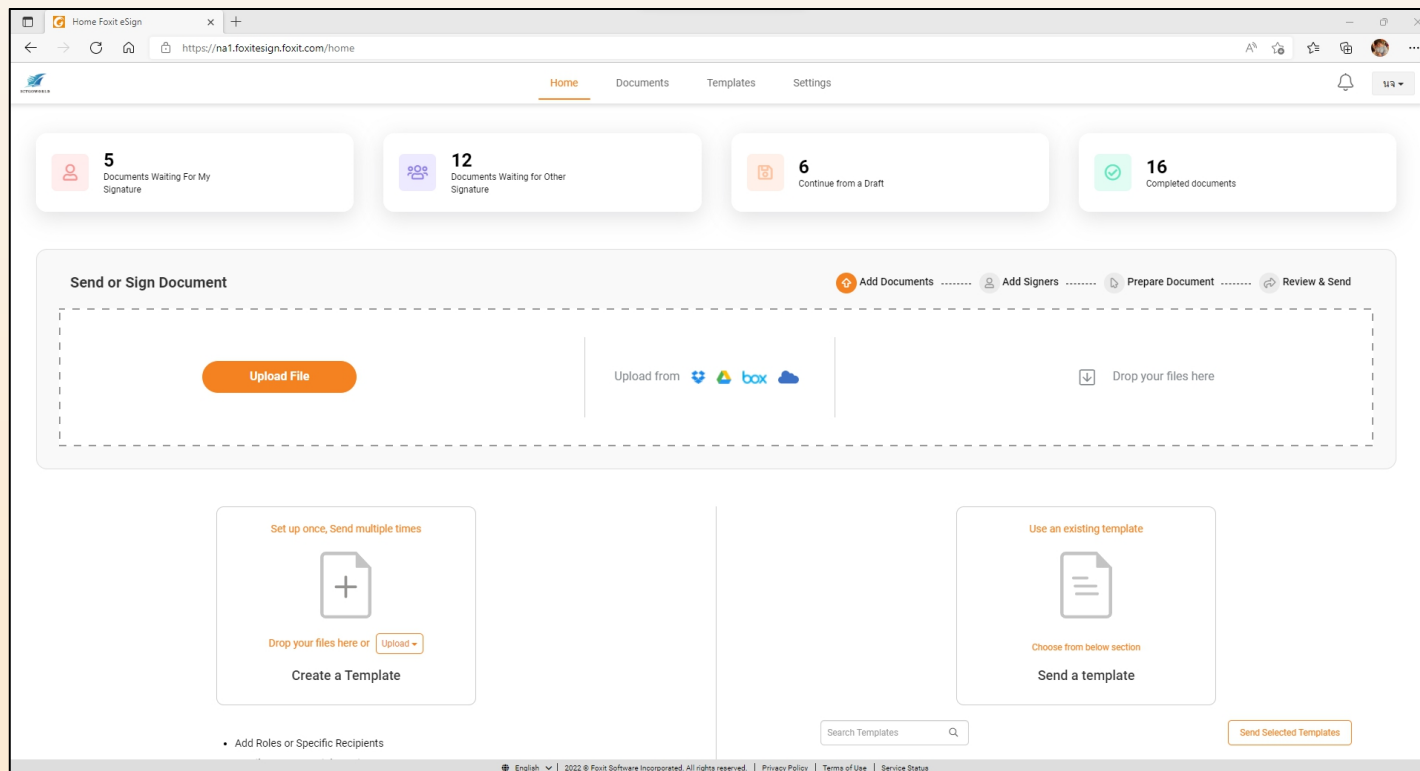 Home Foxit eSign
https://na1.foxitesign.foxit.com/home
Home Documents Templates Settings
นจ
5
Documents Waiting For My
Signature
12
Documents Waiting for Other
Signature
6
Continue from a Draft
16
Completed documents
Send or Sign Document
Add Documents
Add Signers
Prepare Document
Review & Send
Upload File
Upload from
box
Drop your files here
Set up once, Send multiple times
Drop your files here or Upload
Create a Template
Add Roles or Specific Recipients
Use an existing template
Choose from below section
Send a template
Search Templates
Send Selected Templates
English | 2022 © Foxit Software Incorporated. All rights reserved. | Privacy Policy | Terms of Use | Service Status